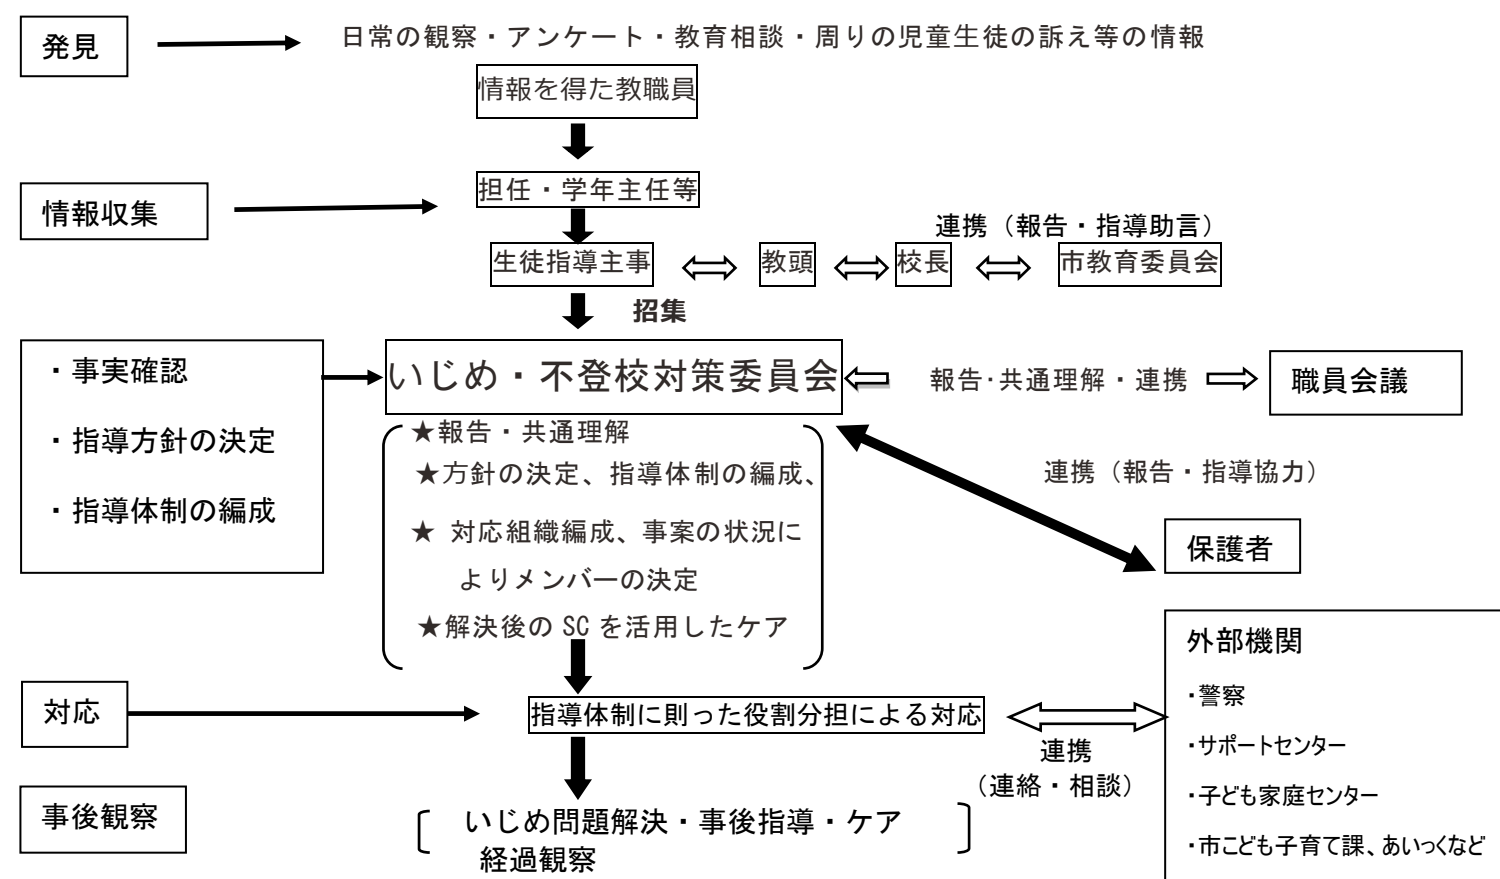 発見
日常の観察・アンケート・教育相談・周りの児童生徒の訴え等の情報
情報を得た教職員
担任・学年主任等
情報収集
連携（報告・指導助言）
生徒指導主事
教頭
校長
市教育委員会
招集
・事実確認
・指導方針の決定
・指導体制の編成
いじめ・不登校対策委員会
報告・共通理解・連携
職員会議
★報告・共通理解
★方針の決定、指導体制の編成、
★ 対応組織編成、事案の状況に
よりメンバーの決定
★解決後の SC を活用したケア
連携（報告・指導協力）
保護者
外部機関
・警察
・サポートセンター
・子ども家庭センター
・市こども子育て課、あいっくなど
対応
指導体制に則った役割分担による対応
連携
（連絡・相談）
事後観察
いじめ問題解決・事後指導・ケア
経過観察